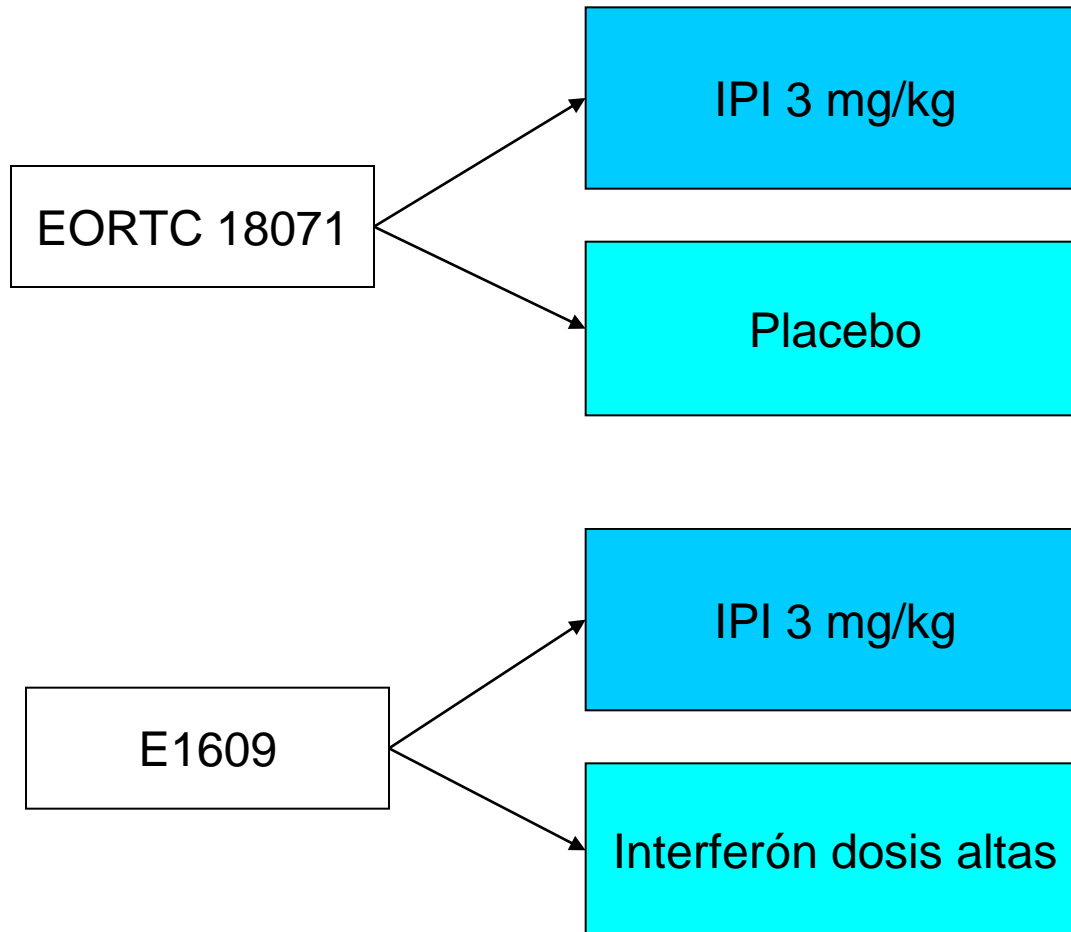 IPI 3 mg/kg
EORTC 18071
Placebo
IPI 3 mg/kg
E1609
Interferón dosis altas